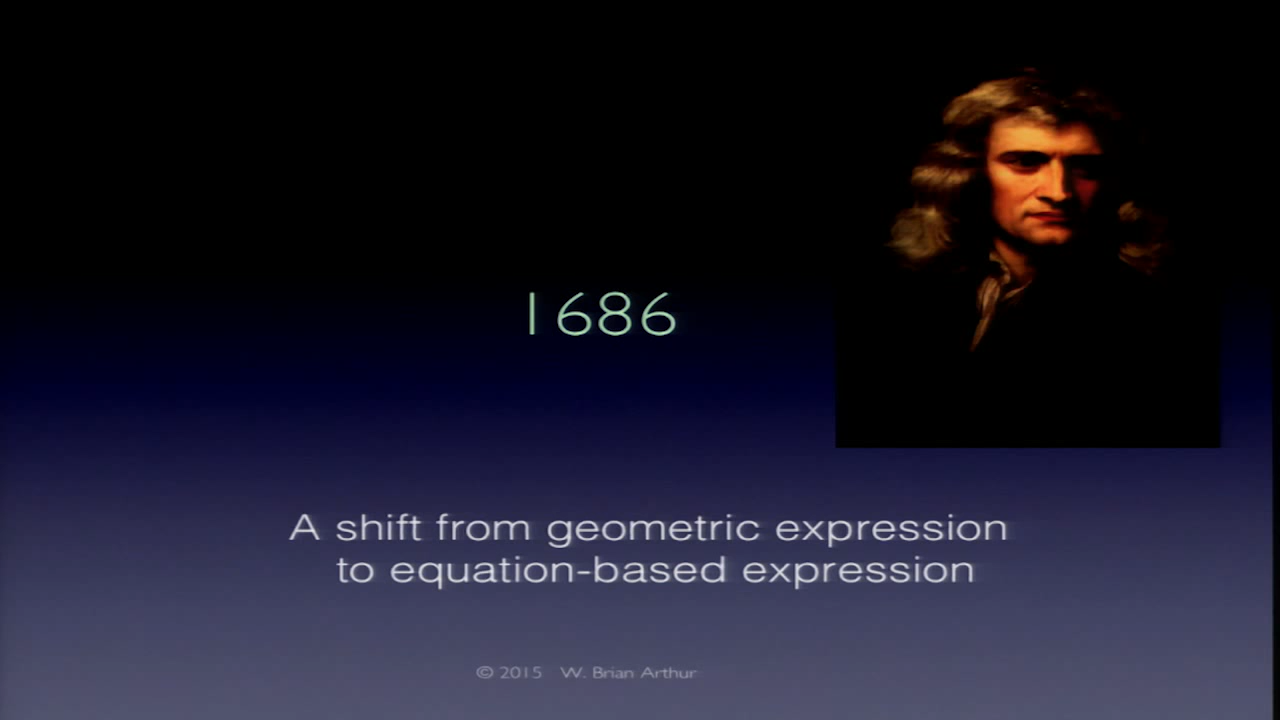 1686
A shift from geometric expression
to equation-based expression
© 2015 W. Brian Arthur